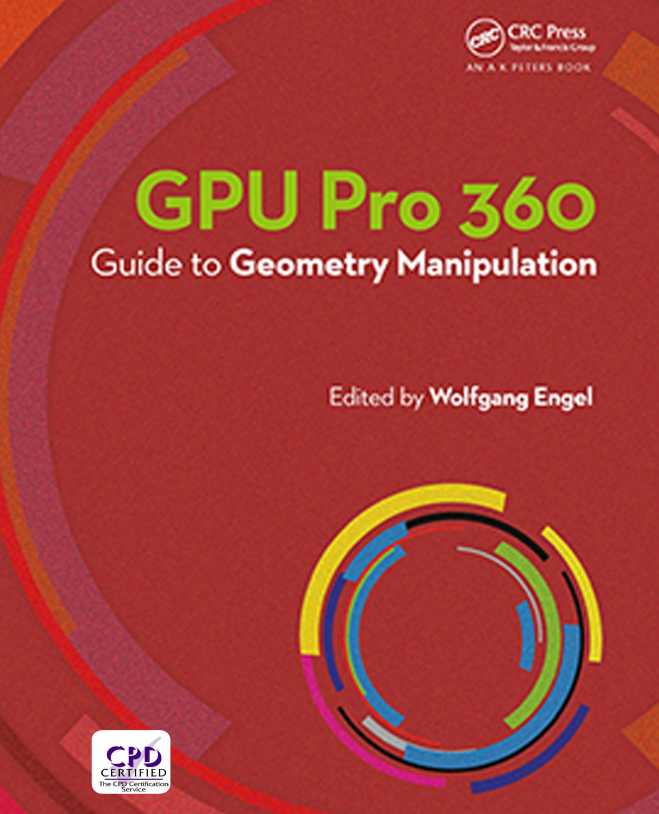 CRC
CRC Press
Taylor & Francis Group
AN A K PETERS BOOK
GPU Pro 360
Guide to Geometry Manipulation
Edited by Wolfgang Engel
CPD
CERTIFIED
The CPD Certification
Service